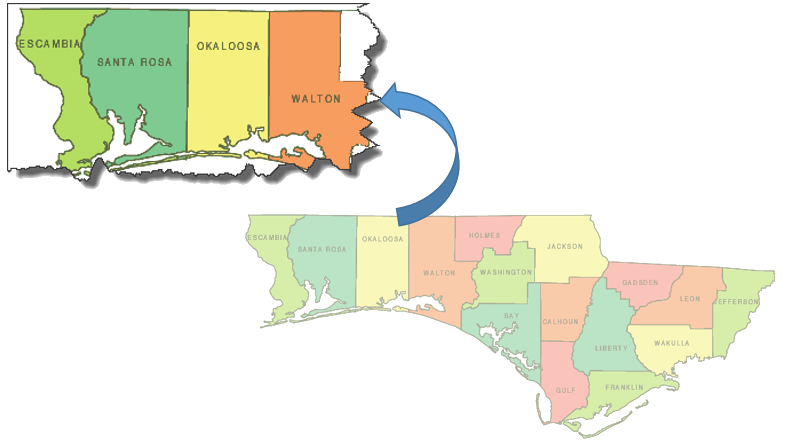 ESCAMBIA
SANTA ROSA
OKALOOSA
WALTON
ESCAMBIA
SANTA ROSA
OKALOOSA
WALTON
HOLMES
JACKSON
WASHINGTON
GADSDEN
LEON
JEFFERSON
BAY
CALHOUN
LIBERTY
WAKULLA
GULF
FRANKLIN